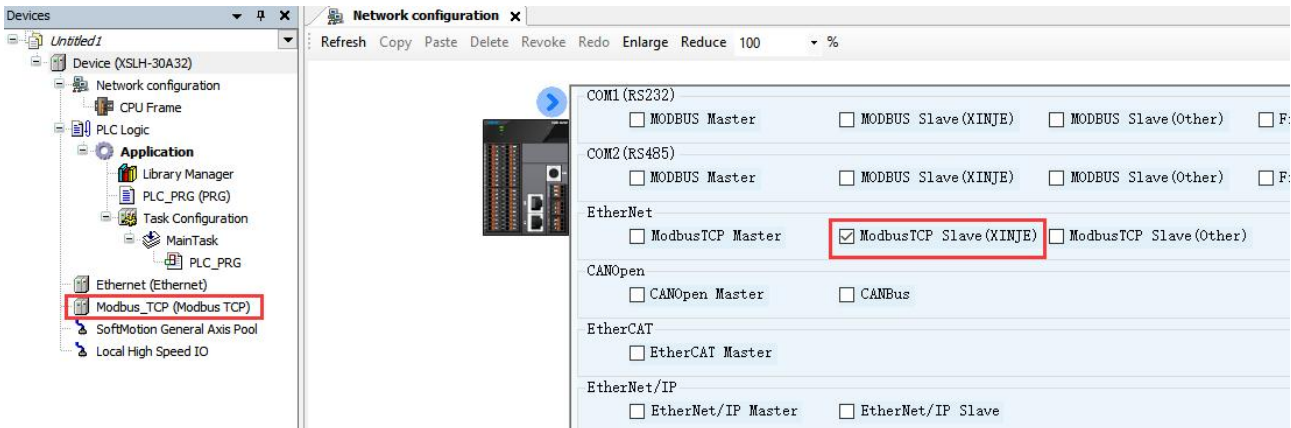 Devices
Untitled1
Device (XSLH-30A32)
Network configuration
CPU Frame
PLC Logic
Application
Library Manager
PLC_PRG (PRG)
Task Configuration
MainTask
PLC_PRG
Ethernet (Ethernet)
Modbus_TCP (Modbus TCP)
SoftMotion General Axis Pool
Local High Speed IO
Network configuration
Refresh Copy Paste Delete Revoke Redo Enlarge Reduce 100 %
COM1(RS232)
MODBUS Master MODBUS Slave(XINJE) MODBUS Slave(Other)
COM2(RS485)
MODBUS Master MODBUS Slave(XINJE) MODBUS Slave(Other)
EtherNet
ModbusTCP Master ModbusTCP Slave(XINJE) ModbusTCP Slave(Other)
CANOpen
CANOpen Master CANBus
EtherCAT
EtherCAT Master
EtherNet/IP
EtherNet/IP Master EtherNet/IP Slave